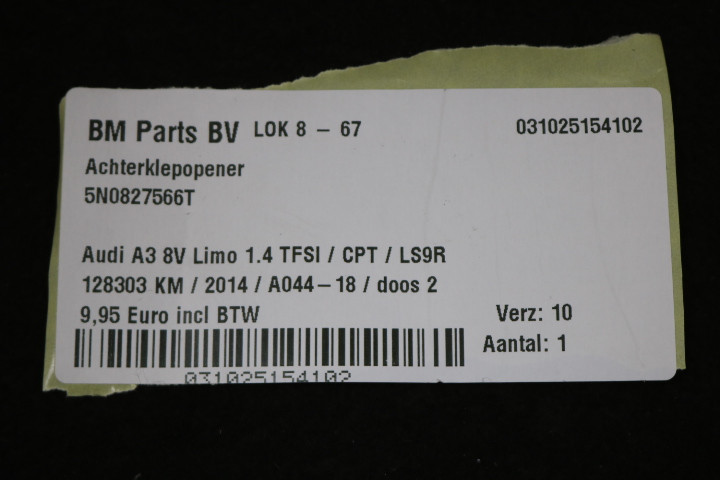 BM Parts BV LOK 8 - 67 031025154102
Achterklepopener
5N0827566T
Audi A3 8V Limo 1.4 TFSI / CPT / LS9R
128303 KM / 2014 / A044-18 / doos 2
9,95 Euro incl BTW Verz: 10
Aantal: 1
031025154102